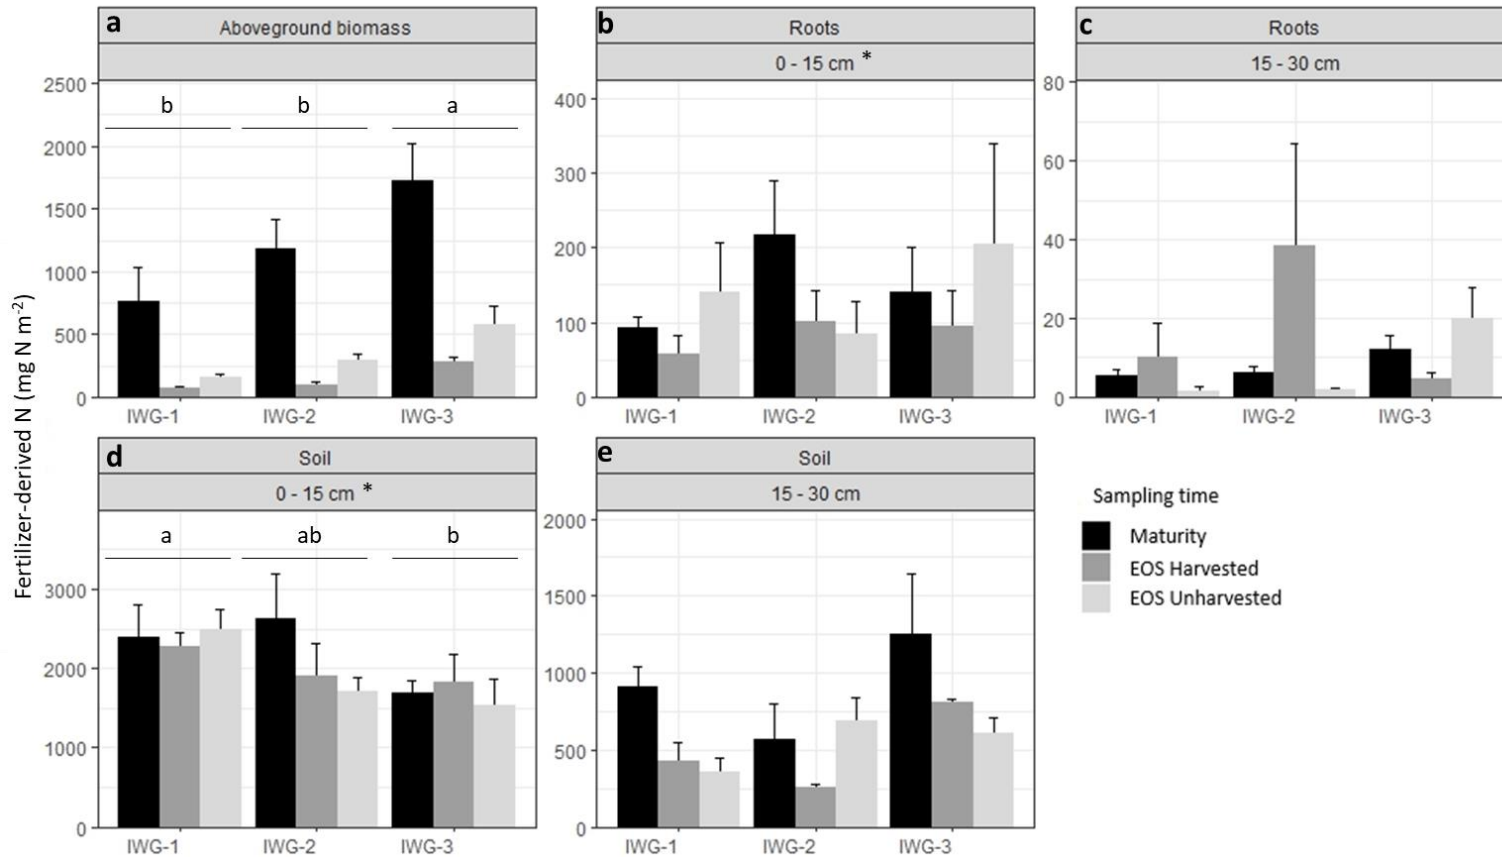 a
Aboveground biomass
2500
2000
1500
1000
500
0
b
b
a
IWG-1
IWG-2
IWG-3
b
Roots
0 - 15 cm *
400
300
200
100
0
IWG-1
IWG-2
IWG-3
c
Roots
15 - 30 cm
80
60
40
20
0
IWG-1
IWG-2
IWG-3
Fertilizer-derived N (mg N m⁻²)
d
Soil
0 - 15 cm *
3000
2000
1000
0
a
ab
b
IWG-1
IWG-2
IWG-3
e
Soil
15 - 30 cm
2000
1500
1000
500
0
IWG-1
IWG-2
IWG-3
Sampling time
Maturity
EOS Harvested
EOS Unharvested